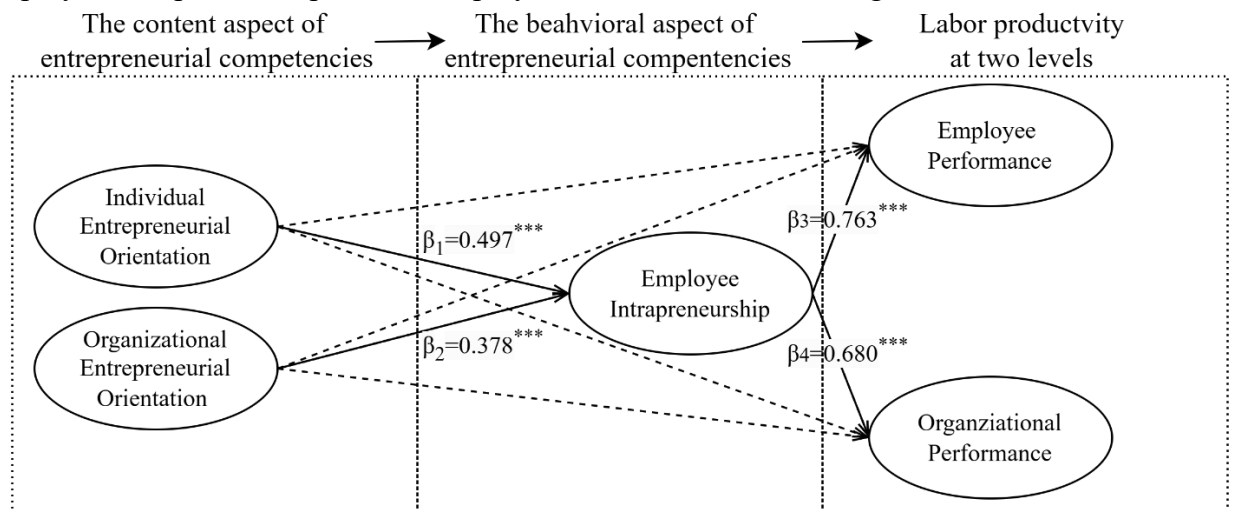 The content aspect of
entrepreneurial competencies
The beahvioral aspect of
entrepreneurial compentencies
Labor productvity
at two levels
Individual
Entrepreneurial
Orientation
Organizational
Entrepreneurial
Orientation
β1=0.497***
β2=0.378***
Employee
Intrapreneurship
β3=0.763***
β4=0.680***
Employee
Performance
Organziational
Performance